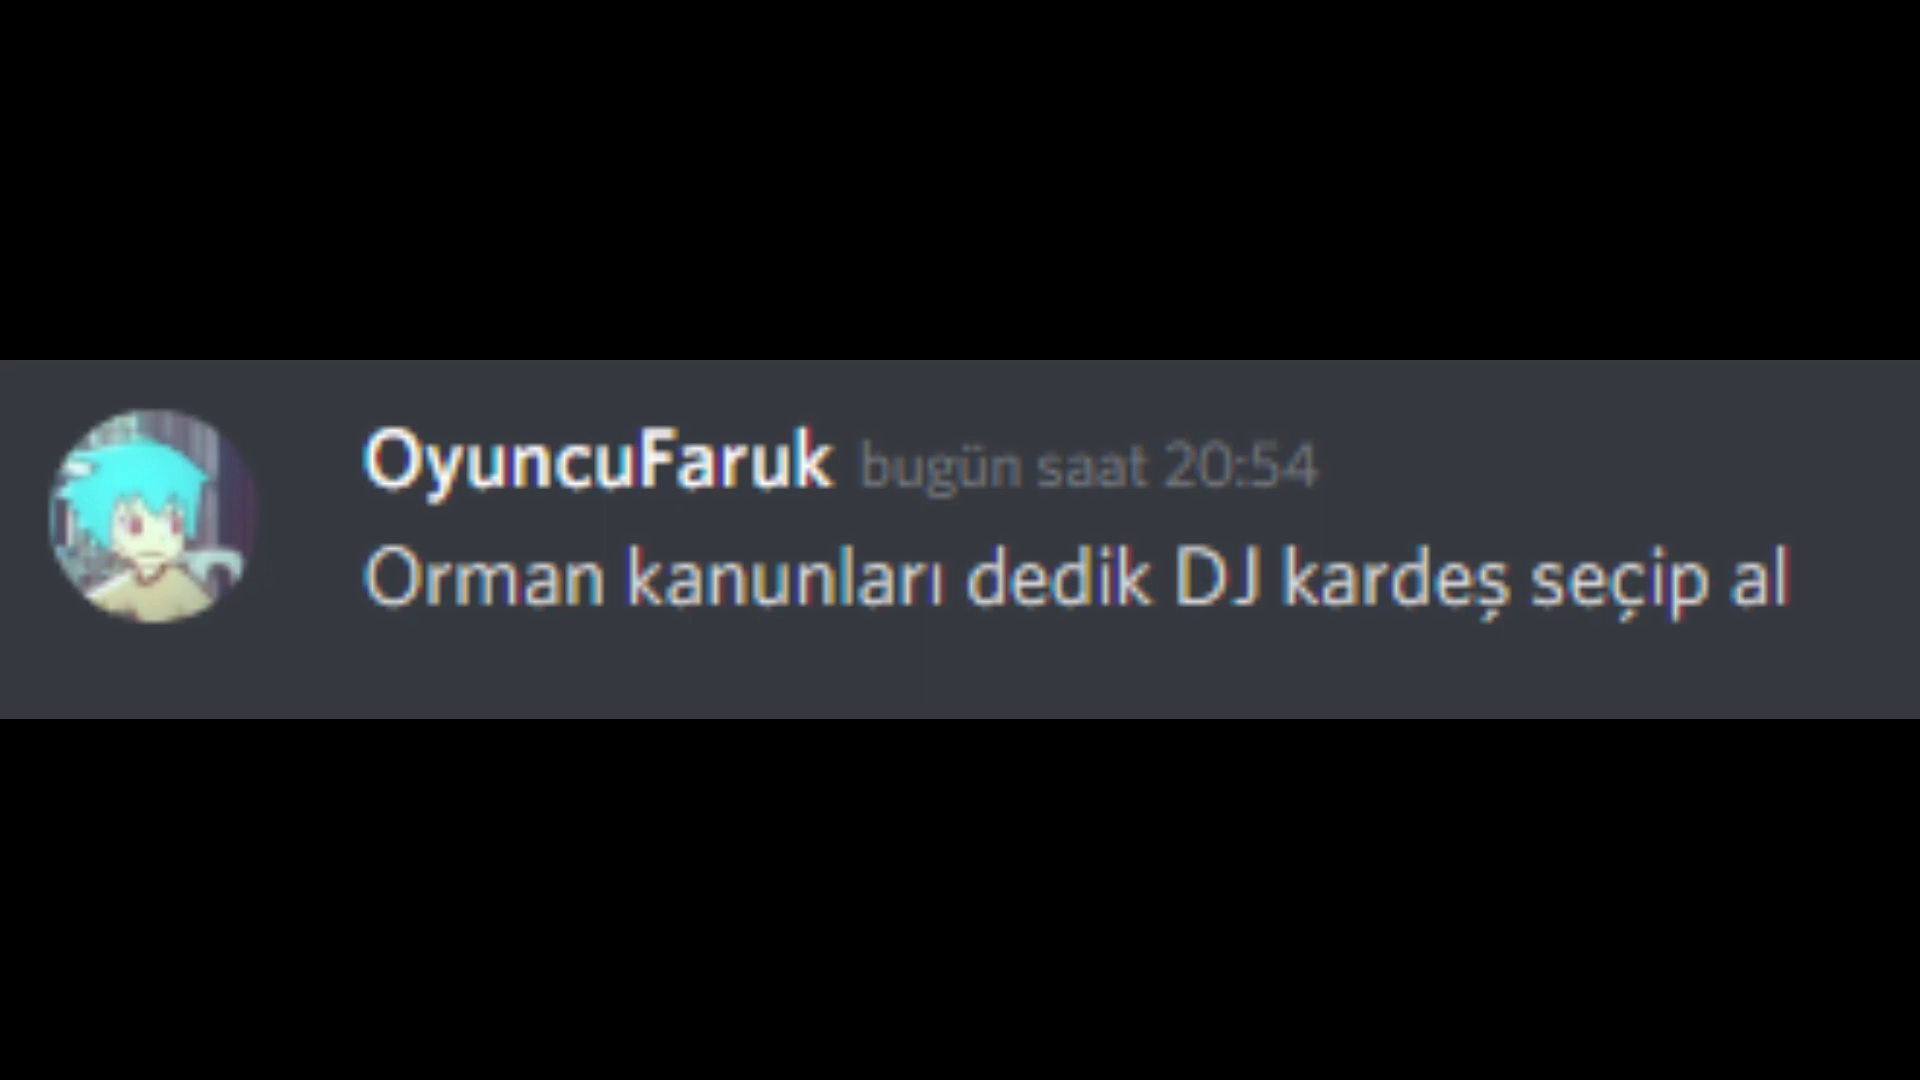 OyuncuFaruk bugün saat 20:54
Orman kanunları dedik DJ kardeş seçip al